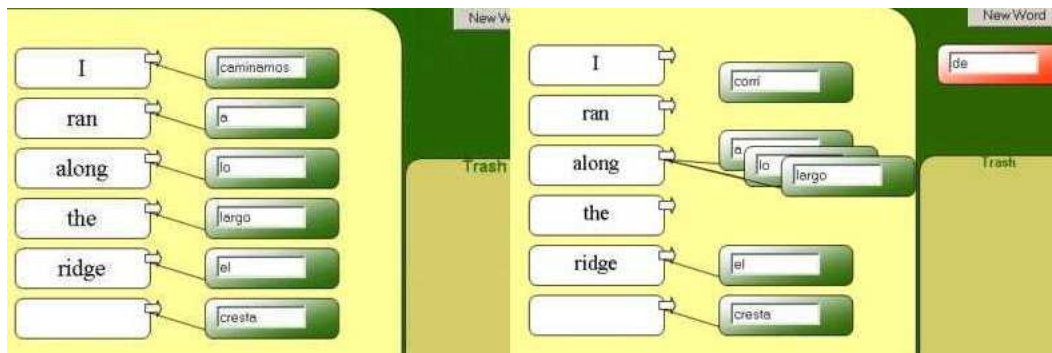 New W
I
caminamos
ran
a
along
lo
Trash
the
largo
ridge
el
cresta
New Word
I
de
corrí
ran
a
along
lo
largo
Trash
the
ridge
el
cresta